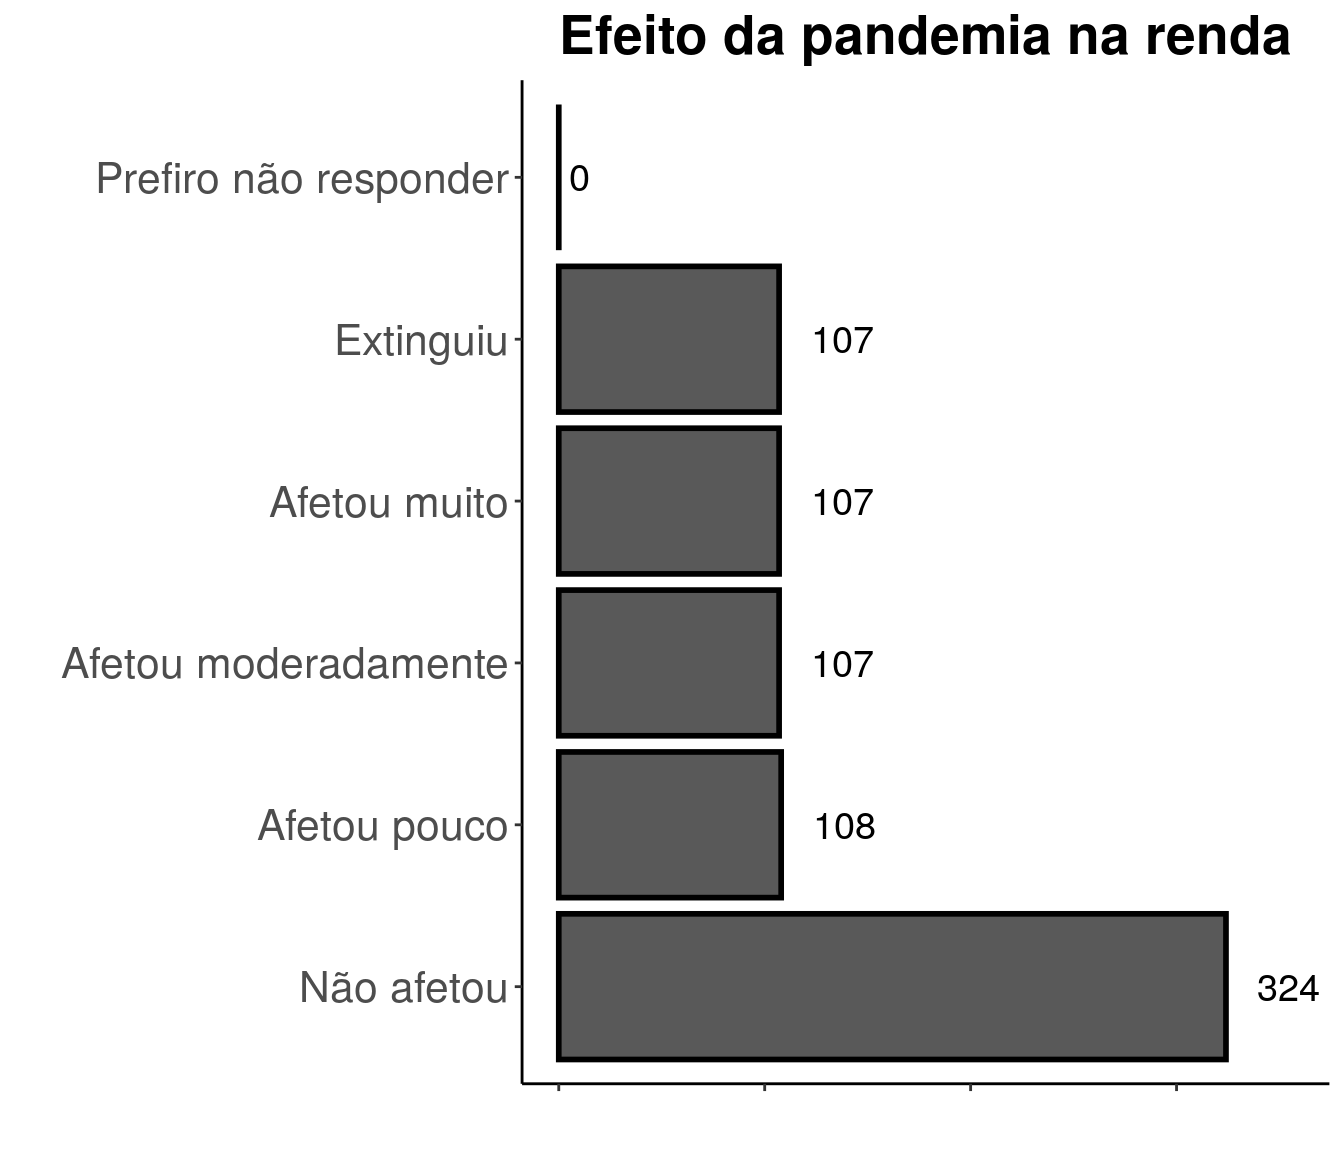 Efeito da pandemia na renda
Prefiro não responder
0
Extinguiu
107
Afetou muito
107
Afetou moderadamente
107
Afetou pouco
108
Não afetou
324